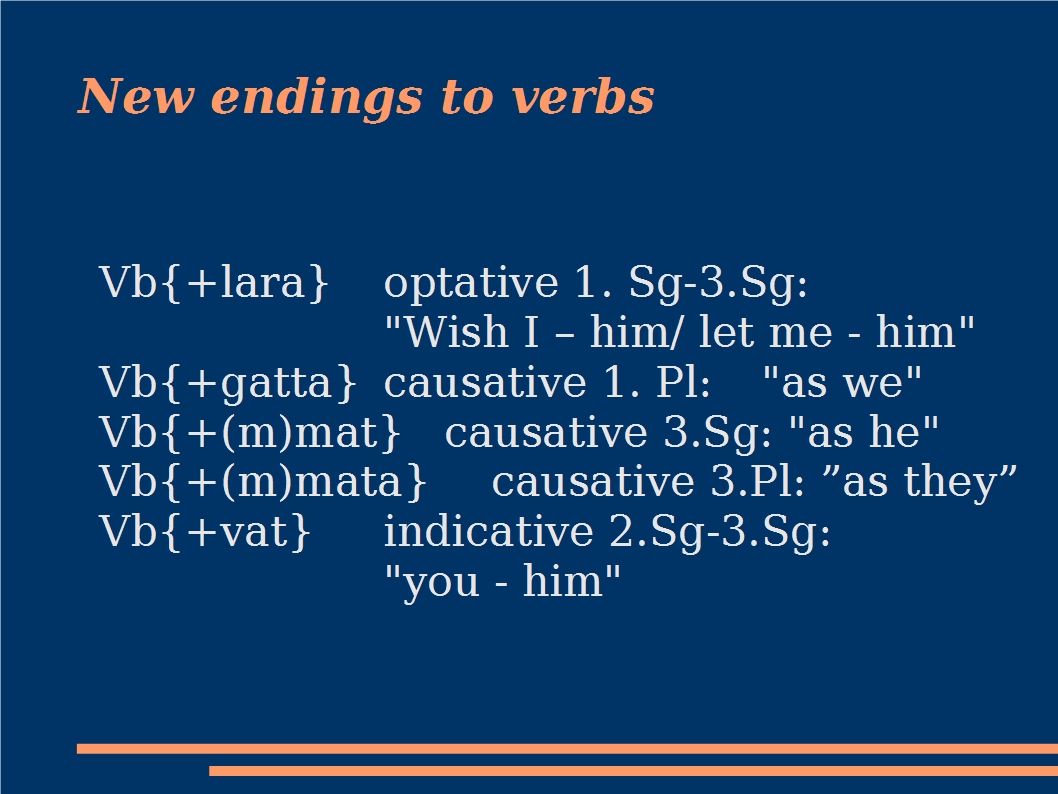 New endings to verbs
Vb{+lara} optative 1. Sg-3.Sg:
"Wish I – him/ let me - him"
Vb{+gatta} causative 1. Pl: "as we"
Vb{+(m)mat} causative 3.Sg: "as he"
Vb{+(m)mata} causative 3.Pl: ”as they”
Vb{+vat} indicative 2.Sg-3.Sg:
"you - him"